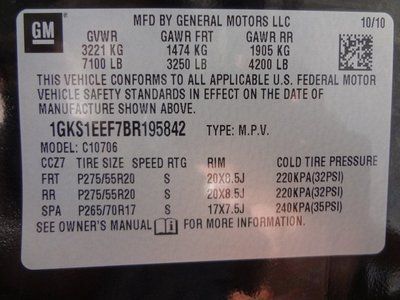 GM
MFD BY GENERAL MOTORS LLC 10/10
GVWR GAWR FRT GAWR RR
3221 KG 1474 KG 1905 KG
7100 LB 3250 LB 4200 LB
THIS VEHICLE CONFORMS TO ALL APPLICABLE U.S. FEDERAL MOTOR
VEHICLE SAFETY STANDARDS IN EFFECT ON THE DATE OF
MANUFACTURE SHOWN ABOVE.
1GKS1EEF7BR195842 TYPE: M.P.V.
MODEL: C10706
CCZ7 TIRE SIZE SPEED RTG RIM COLD TIRE PRESSURE
FRT P275/55R20 S 20X8.5J 220KPA(32PSI)
RR P275/55R20 S 20X8.5J 220KPA(32PSI)
SPA P265/70R17 S 17X7.5J 240KPA(35PSI)
SEE OWNER'S MANUAL FOR MORE INFORMATION.